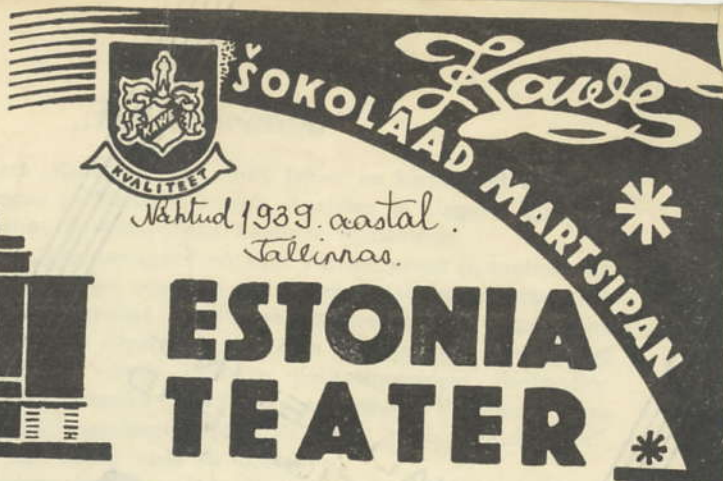 Kawe
ŠOKOLAAD MARTSIPAN
KAWE
KVALITEET
Nähtud 1939. aastal.
Tallinnas.
ESTONIA
TEATER